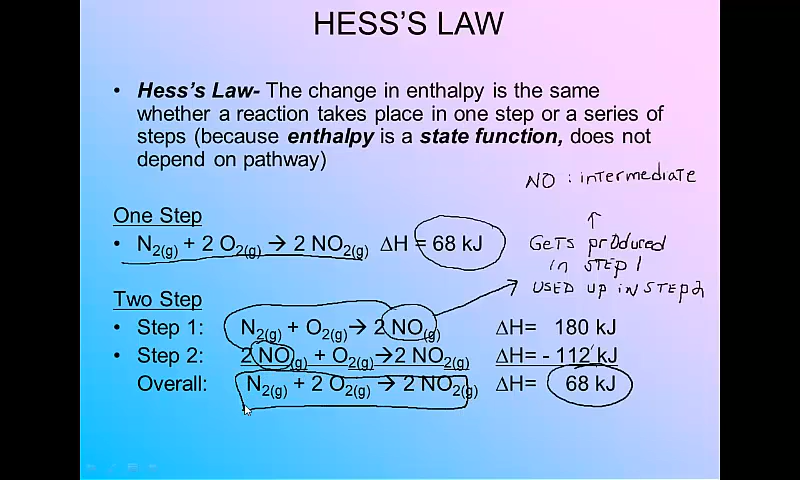 HESS'S LAW
• Hess's Law- The change in enthalpy is the same
whether a reaction takes place in one step or a series of
steps (because enthalpy is a state function, does not
depend on pathway)
NO : intermediate
One Step
• N2(g) + 2 O2(g) → 2 NO2(g) ΔH = 68 kJ
↑
GETS produred
in STEP 1
USED UP in STEP 2
Two Step
• Step 1: N2(g) + O2(g) → 2 NO(g) ΔH= 180 kJ
• Step 2: 2 NO(g) + O2(g) → 2 NO2(g) ΔH= - 112 kJ
Overall: N2(g) + 2 O2(g) → 2 NO2(g) ΔH= 68 kJ